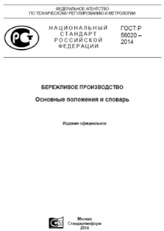 ФЕДЕРАЛЬНОЕ АГЕНТСТВО
ПО ТЕХНИЧЕСКОМУ РЕГУЛИРОВАНИЮ И МЕТРОЛОГИИ
НАЦИОНАЛЬНЫЙ
СТАНДАРТ
РОССИЙСКОЙ
ФЕДЕРАЦИИ
ГОСТ Р
56020 –
2014
БЕРЕЖЛИВОЕ ПРОИЗВОДСТВО
Основные положения и словарь
Издание официальное
Москва
Стандартинформ
2014